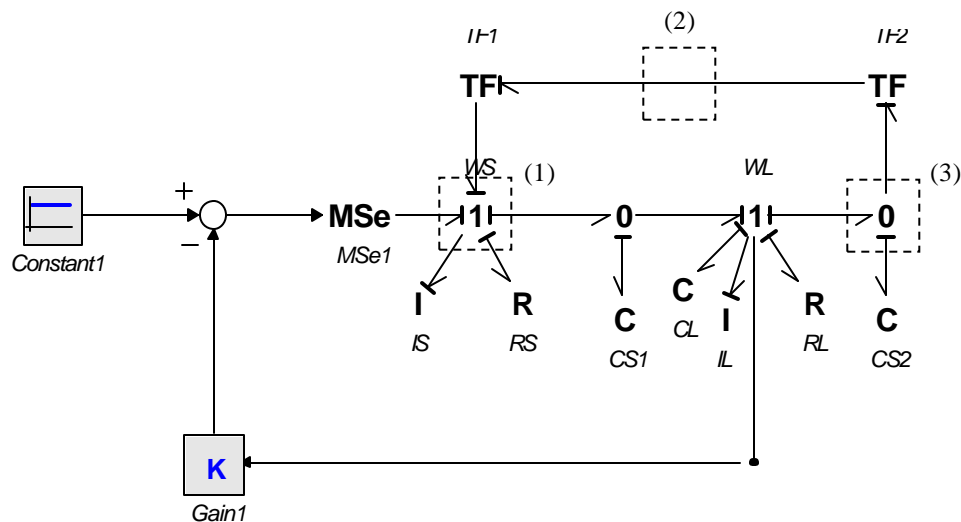 (2)
TF1
TF2
TF
TF
WS
(1)
WL
(3)
+
MSe
1
0
1
0
−
Constant1
MSe1
I
R
C
C
I
R
C
IS
RS
CS1
CL
IL
RL
CS2
K
Gain1